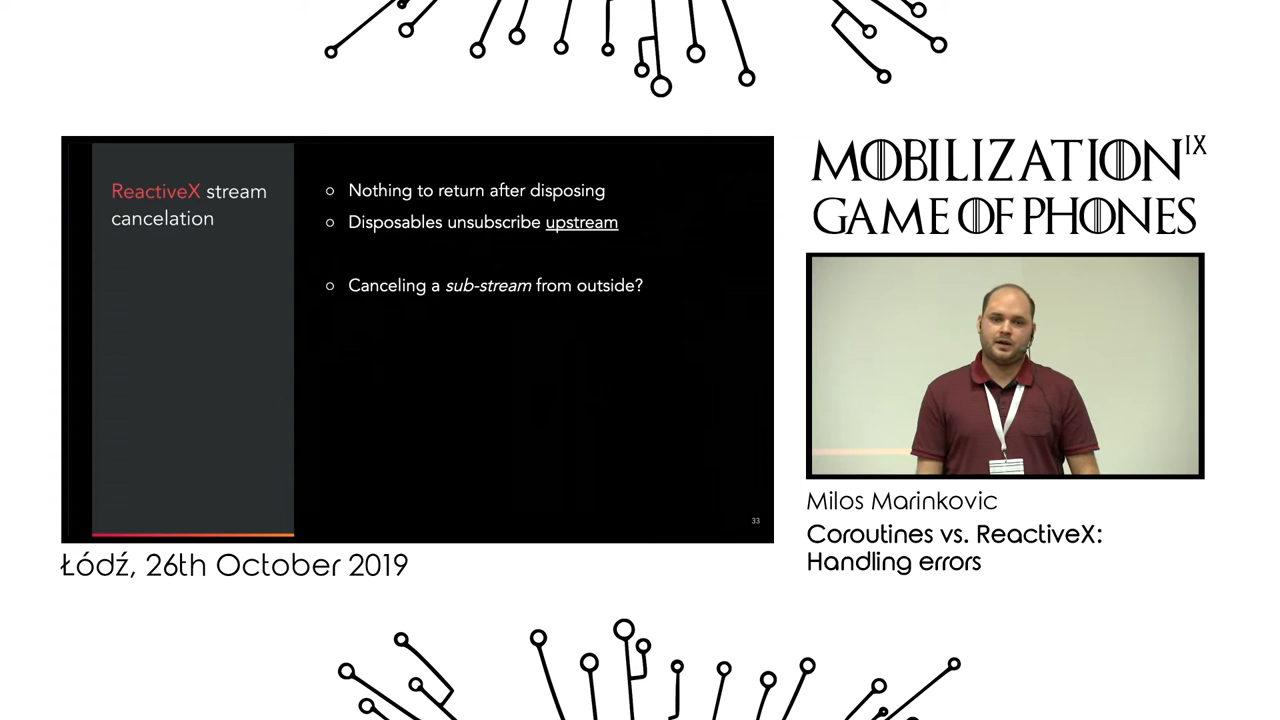 ReactiveX stream
cancelation
○ Nothing to return after disposing
○ Disposables unsubscribe upstream
○ Canceling a sub-stream from outside?
33
MOBILIZATION IX
GAME OF PHONES
Milos Marinkovic
Coroutines vs. ReactiveX:
Handling errors
Łódź, 26th October 2019